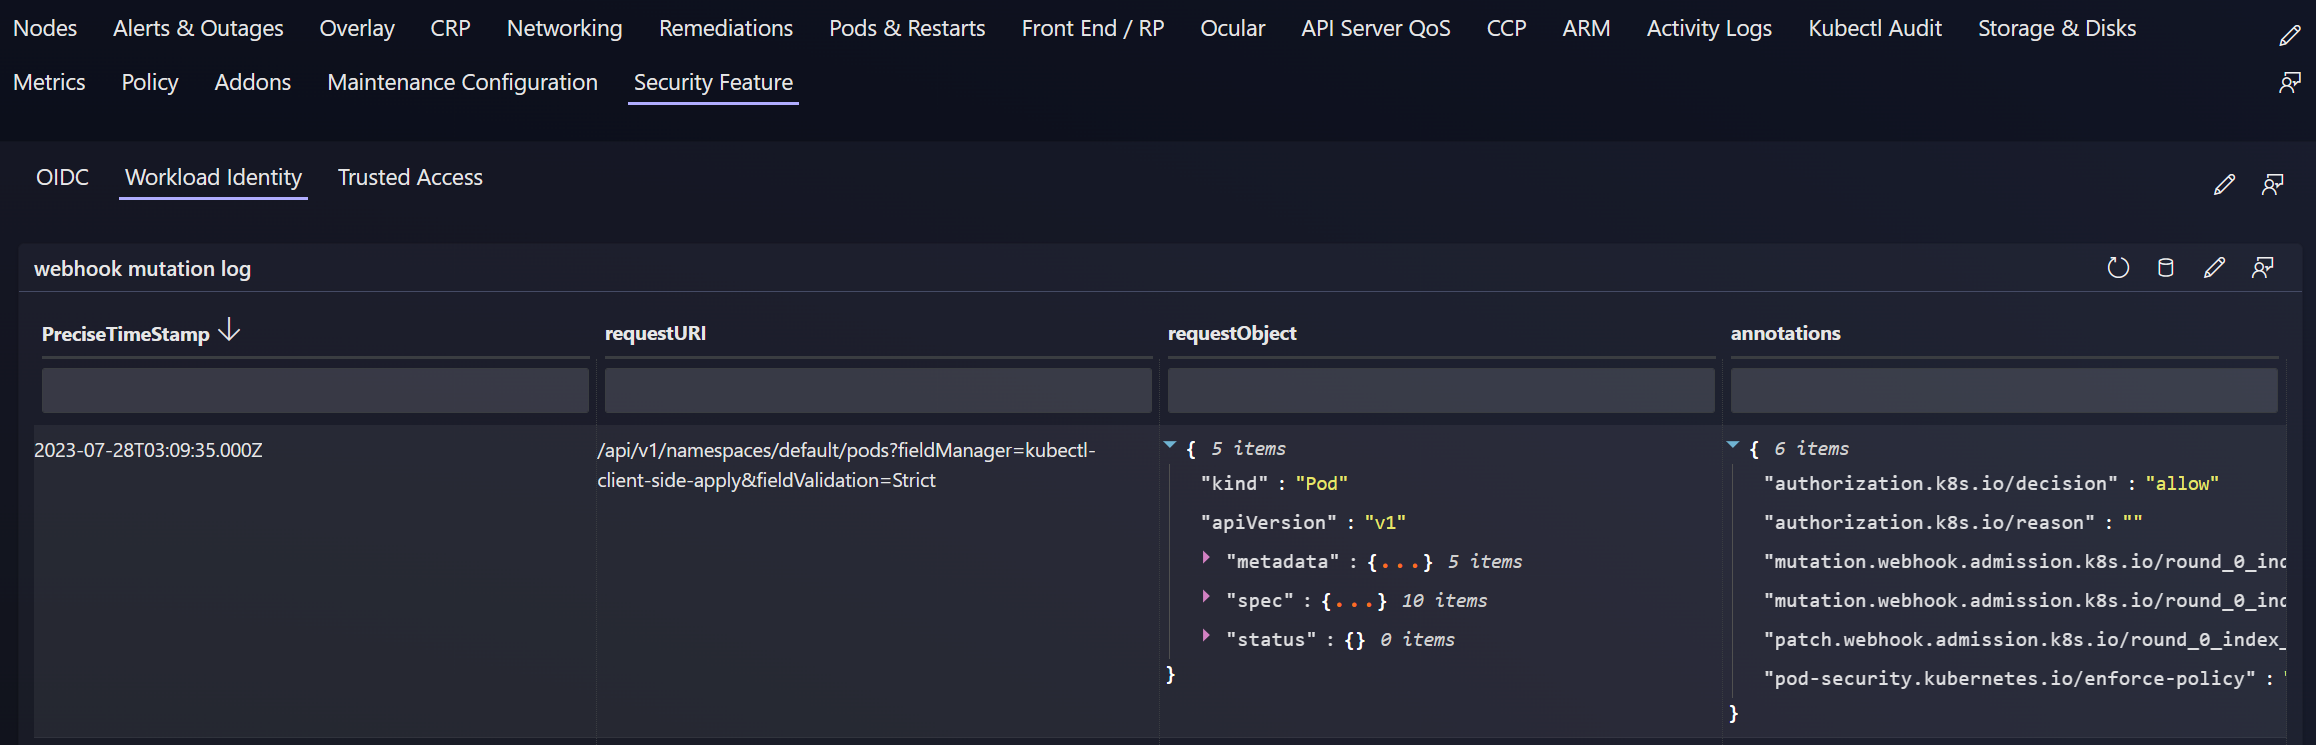 Nodes Alerts & Outages Overlay CRP Networking Remediations Pods & Restarts Front End / RP Ocular API Server QoS CCP ARM Activity Logs Kubectl Audit Storage & Disks
Metrics Policy Addons Maintenance Configuration Security Feature
OIDC Workload Identity Trusted Access
webhook mutation log
PreciseTimeStamp requestURI requestObject annotations
2023-07-28T03:09:35.000Z
/api/v1/namespaces/default/pods?fieldManager=kubectl-
client-side-apply&fieldValidation=Strict
{ 5 items
"kind" : "Pod"
"apiVersion" : "v1"
"metadata" : {...} 5 items
"spec" : {...} 10 items
"status" : {} 0 items
}
{ 6 items
"authorization.k8s.io/decision" : "allow"
"authorization.k8s.io/reason" : ""
"mutation.webhook.admission.k8s.io/round_0_ind
"mutation.webhook.admission.k8s.io/round_0_ind
"patch.webhook.admission.k8s.io/round_0_index_
"pod-security.kubernetes.io/enforce-policy" : "
}